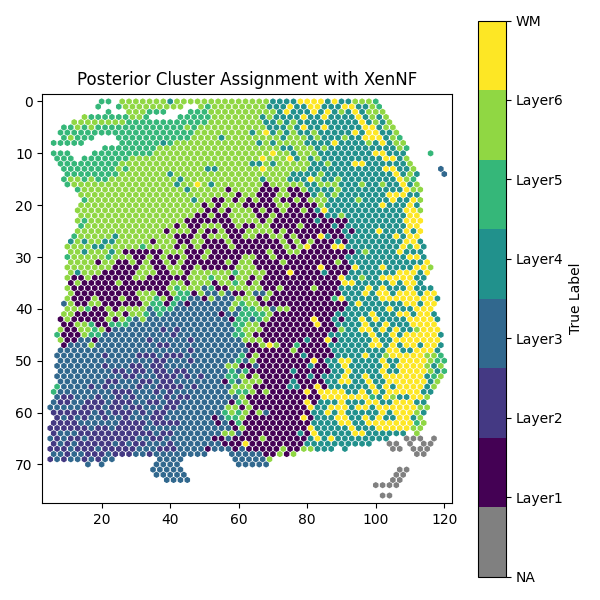 Posterior Cluster Assignment with XenNF
0
10
20
30
40
50
60
70
20
40
60
80
100
120
WM
Layer6
Layer5
Layer4
Layer3
Layer2
Layer1
NA
True Label